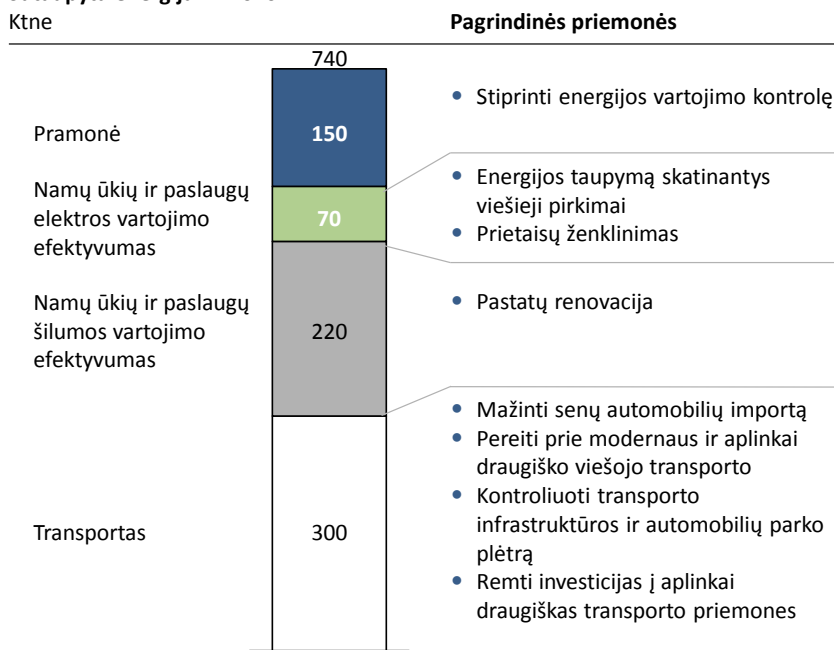 Ktne
Pagrindinės priemonės
740
Pramonė
150
• Stiprinti energijos vartojimo kontrolę
Namų ūkių ir paslaugų
elektros vartojimo
efektyvumas
70
• Energijos taupymą skatinantys
viešieji pirkimai
• Prietaisų ženklinimas
Namų ūkių ir paslaugų
šilumos vartojimo
efektyvumas
220
• Pastatų renovacija
Transportas
300
• Mažinti senų automobilių importą
• Pereiti prie modernaus ir aplinkai
draugiško viešojo transporto
• Kontroliuoti transporto
infrastruktūros ir automobilių parko
plėtrą
• Remti investicijas į aplinkai
draugiškas transporto priemones